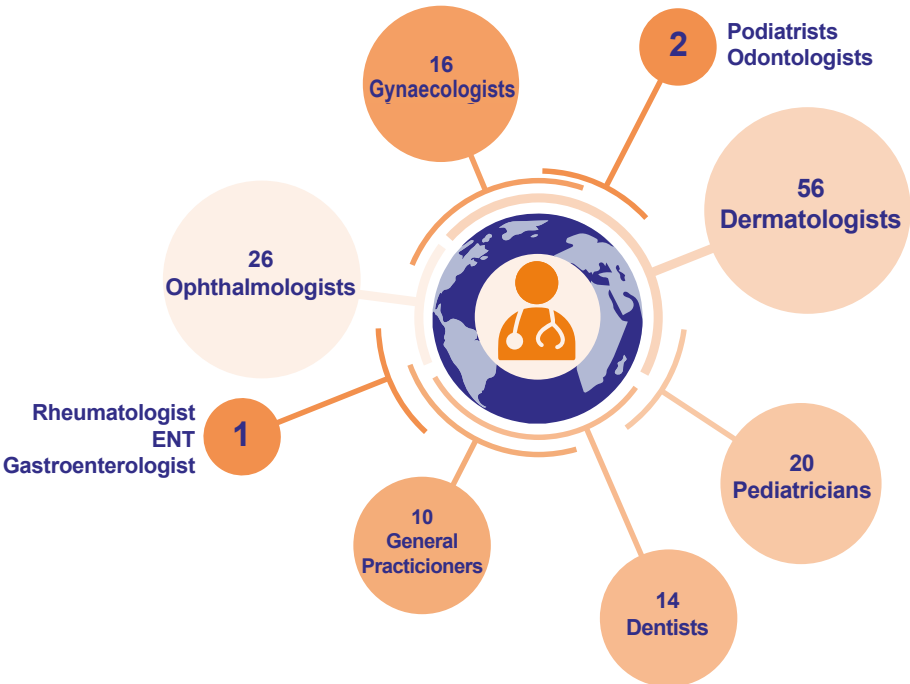 16
Gynaecologists
2
Podiatrists
Odontologists
56
Dermatologists
26
Ophthalmologists
Rheumatologist
ENT
Gastroenterologist
1
20
Pediatricians
10
General
Practicioners
14
Dentists